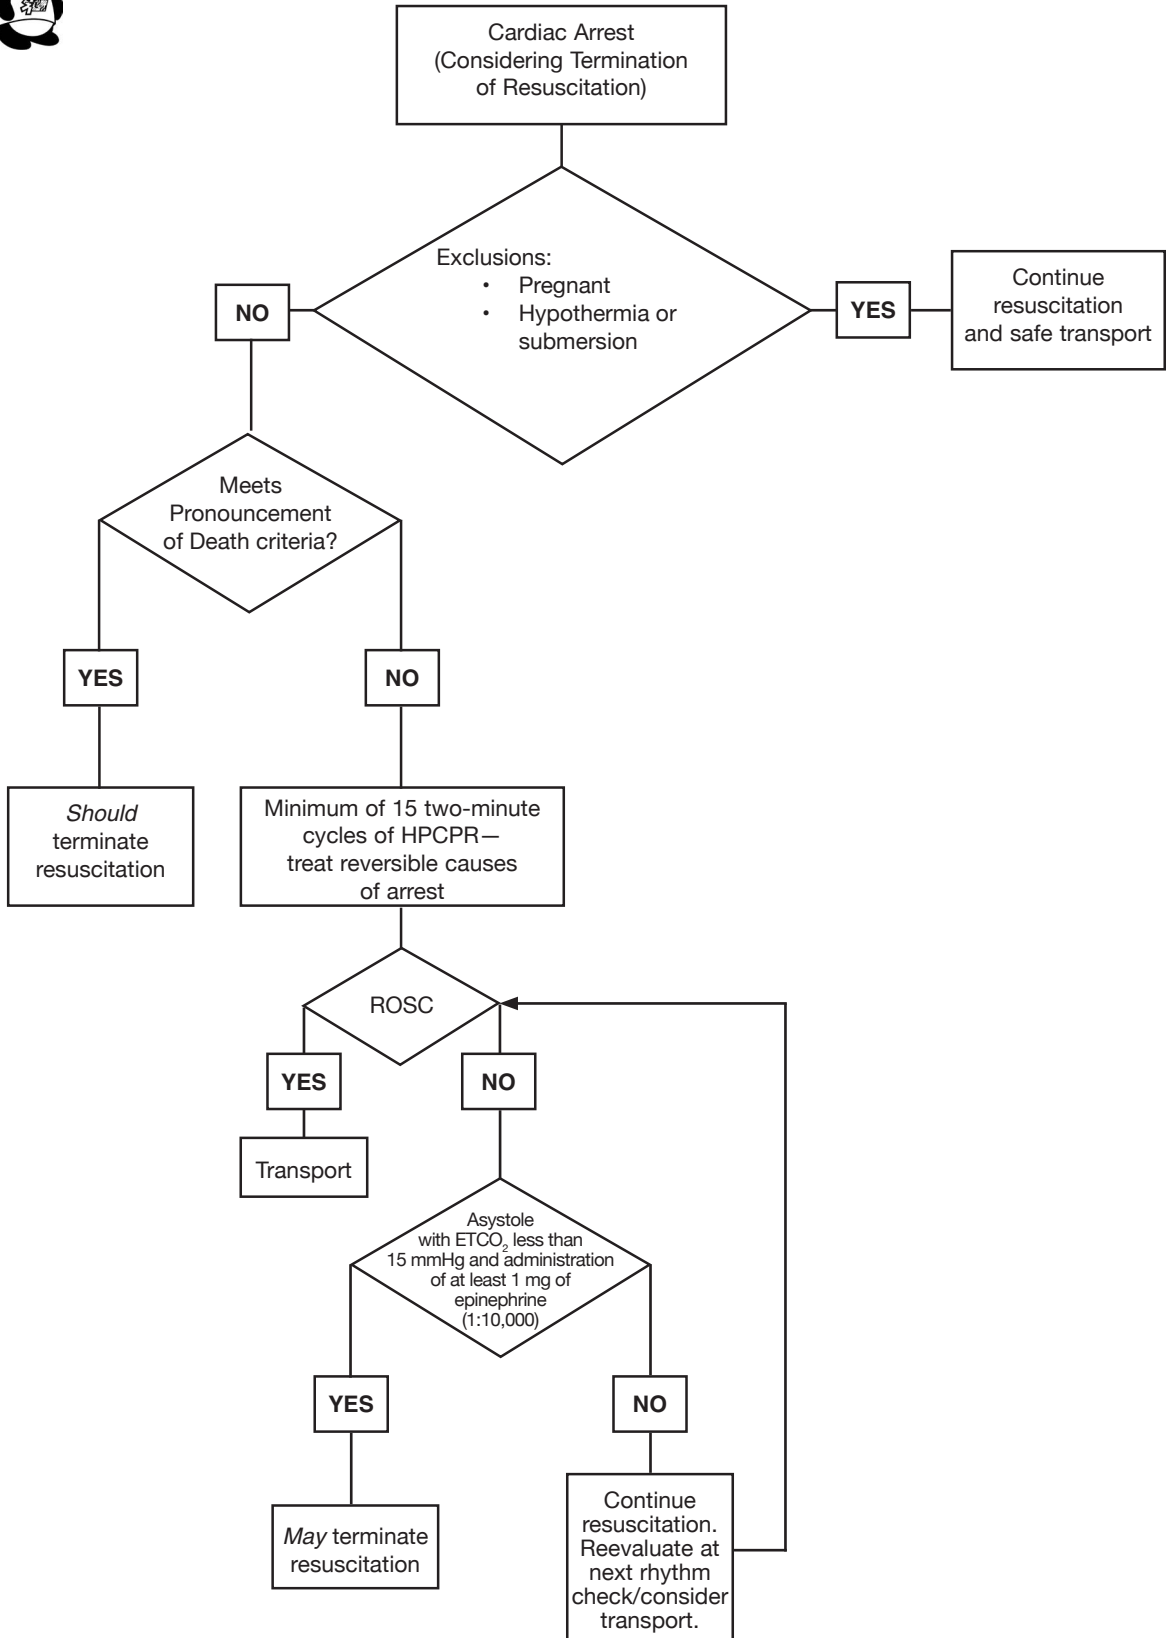 Cardiac Arrest
(Considering Termination
of Resuscitation)
Exclusions:
• Pregnant
• Hypothermia or
submersion
NO
YES
Continue
resuscitation
and safe transport
Meets
Pronouncement
of Death criteria?
YES
NO
Should
terminate
resuscitation
Minimum of 15 two-minute
cycles of HPCPR—
treat reversible causes
of arrest
ROSC
YES
NO
Transport
Asystole
with ETCO₂ less than
15 mmHg and administration
of at least 1 mg of
epinephrine
(1:10,000)
YES
NO
May terminate
resuscitation
Continue
resuscitation.
Reevaluate at
next rhythm
check/consider
transport.